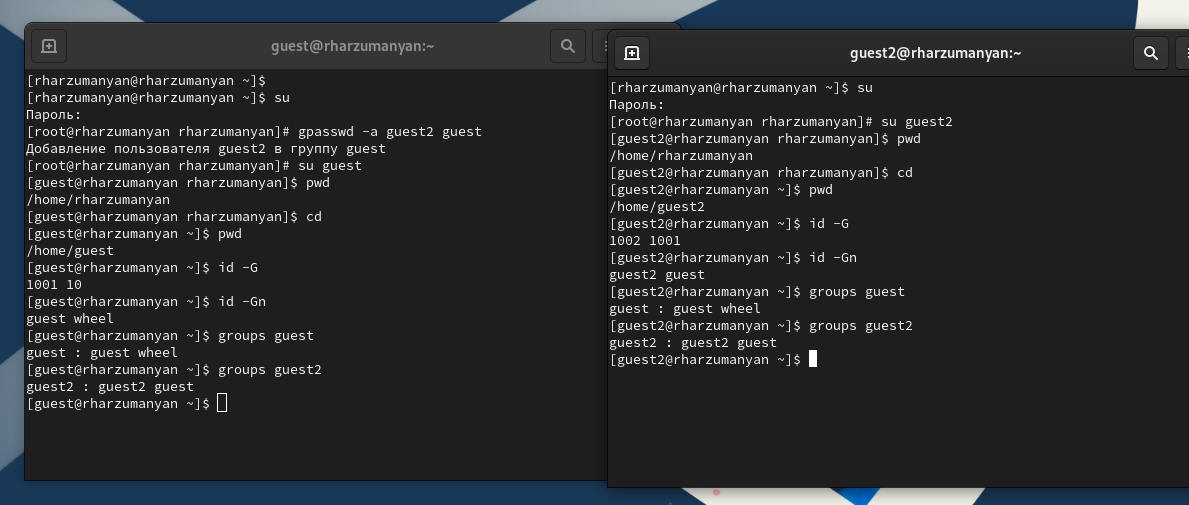 guest@rharzumanyan:~
[rharzumanyan@rharzumanyan ~]$
[rharzumanyan@rharzumanyan ~]$ su
Пароль:
[root@rharzumanyan rharzumanyan]# gpasswd -a guest2 guest
Добавление пользователя guest2 в группу guest
[root@rharzumanyan rharzumanyan]# su guest
[guest@rharzumanyan rharzumanyan]$ pwd
/home/rharzumanyan
[guest@rharzumanyan rharzumanyan]$ cd
[guest@rharzumanyan ~]$ pwd
/home/guest
[guest@rharzumanyan ~]$ id -G
1001 10
[guest@rharzumanyan ~]$ id -Gn
guest wheel
[guest@rharzumanyan ~]$ groups guest
guest : guest wheel
[guest@rharzumanyan ~]$ groups guest2
guest2 : guest2 guest
[guest@rharzumanyan ~]$
guest2@rharzumanyan:~
[rharzumanyan@rharzumanyan ~]$ su
Пароль:
[root@rharzumanyan rharzumanyan]# su guest2
[guest2@rharzumanyan rharzumanyan]$ pwd
/home/rharzumanyan
[guest2@rharzumanyan rharzumanyan]$ cd
[guest2@rharzumanyan ~]$ pwd
/home/guest2
[guest2@rharzumanyan ~]$ id -G
1002 1001
[guest2@rharzumanyan ~]$ id -Gn
guest2 guest
[guest2@rharzumanyan ~]$ groups guest
guest : guest wheel
[guest2@rharzumanyan ~]$ groups guest2
guest2 : guest2 guest
[guest2@rharzumanyan ~]$